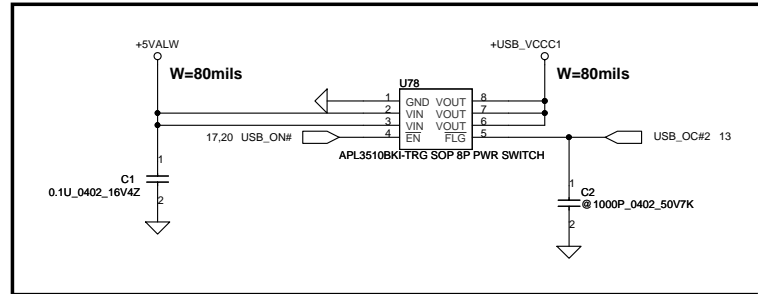 +5VALW
+USB_VCCC1
W=80mils
W=80mils
U78
1 GND VOUT 8
2 VIN VOUT 7
3 VIN VOUT 6
17,20 USB_ON# 4 EN FLG 5 USB_OC#2 13
APL3510BKI-TRG SOP 8P PWR SWITCH
1
C1
0.1U_0402_16V4Z
2
1
C2
@1000P_0402_50V7K
2